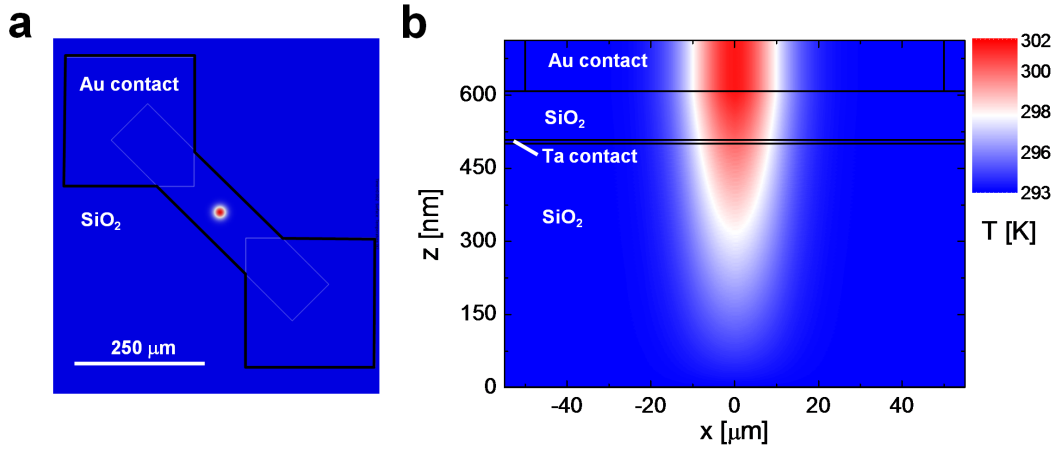 a
Au contact
SiO₂
250 μm
b
Au contact
SiO₂
Ta contact
SiO₂
z [nm]
600
450
300
150
0
-40 -20 0 20 40
x [μm]
302
300
298
296
293
T [K]